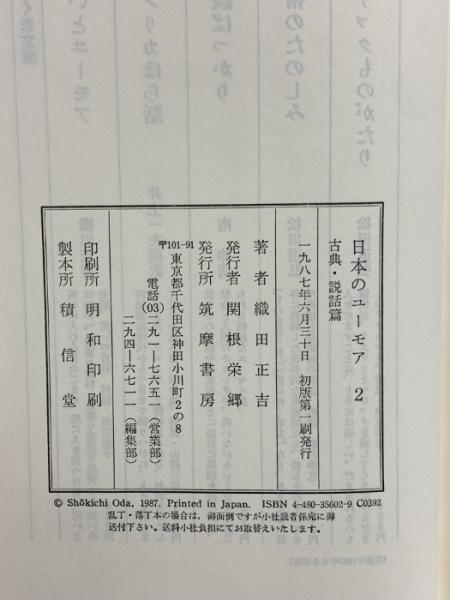 日本のユーモア 2
古典・説話篇
一九八七年六月三十日 初版第一刷発行
著者 織田正吉
発行者 関根栄郷
発行所 筑摩書房
〒101-91 東京都千代田区神田小川町2の8
電話(03)二九一―七六五一(営業部)
二九四―六七一一(編集部)
印刷所 明和印刷
製本所 積信堂
© Shōkichi Oda, 1987. Printed in Japan. ISBN 4-480-35602-9 C0392
乱丁・落丁本の場合は，御面倒ですが小社読者係宛に御
送付下さい。送料小社負担にてお取替えいたします。